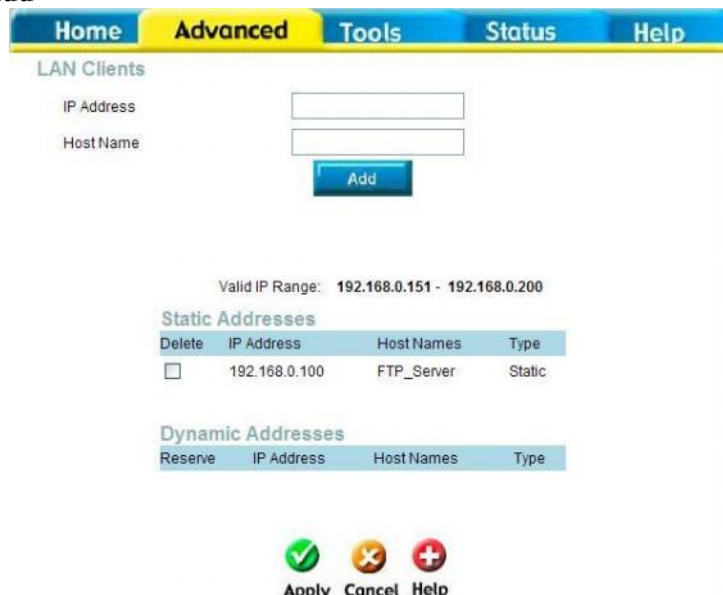 Home Advanced Tools Status Help
LAN Clients
IP Address
Host Name
Add
Valid IP Range: 192.168.0.151 - 192.168.0.200
Static Addresses
Delete IP Address Host Names Type
192.168.0.100 FTP_Server Static
Dynamic Addresses
Reserve IP Address Host Names Type
Apply Cancel Help